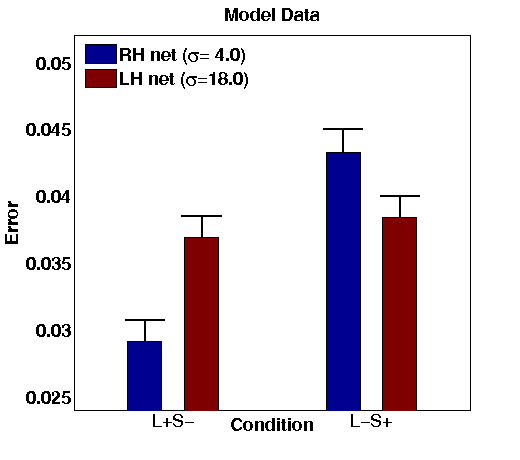 Model Data
RH net (σ= 4.0)
LH net (σ=18.0)
0.05
0.045
0.04
0.035
0.03
0.025
Error
L+S−
L−S+
Condition